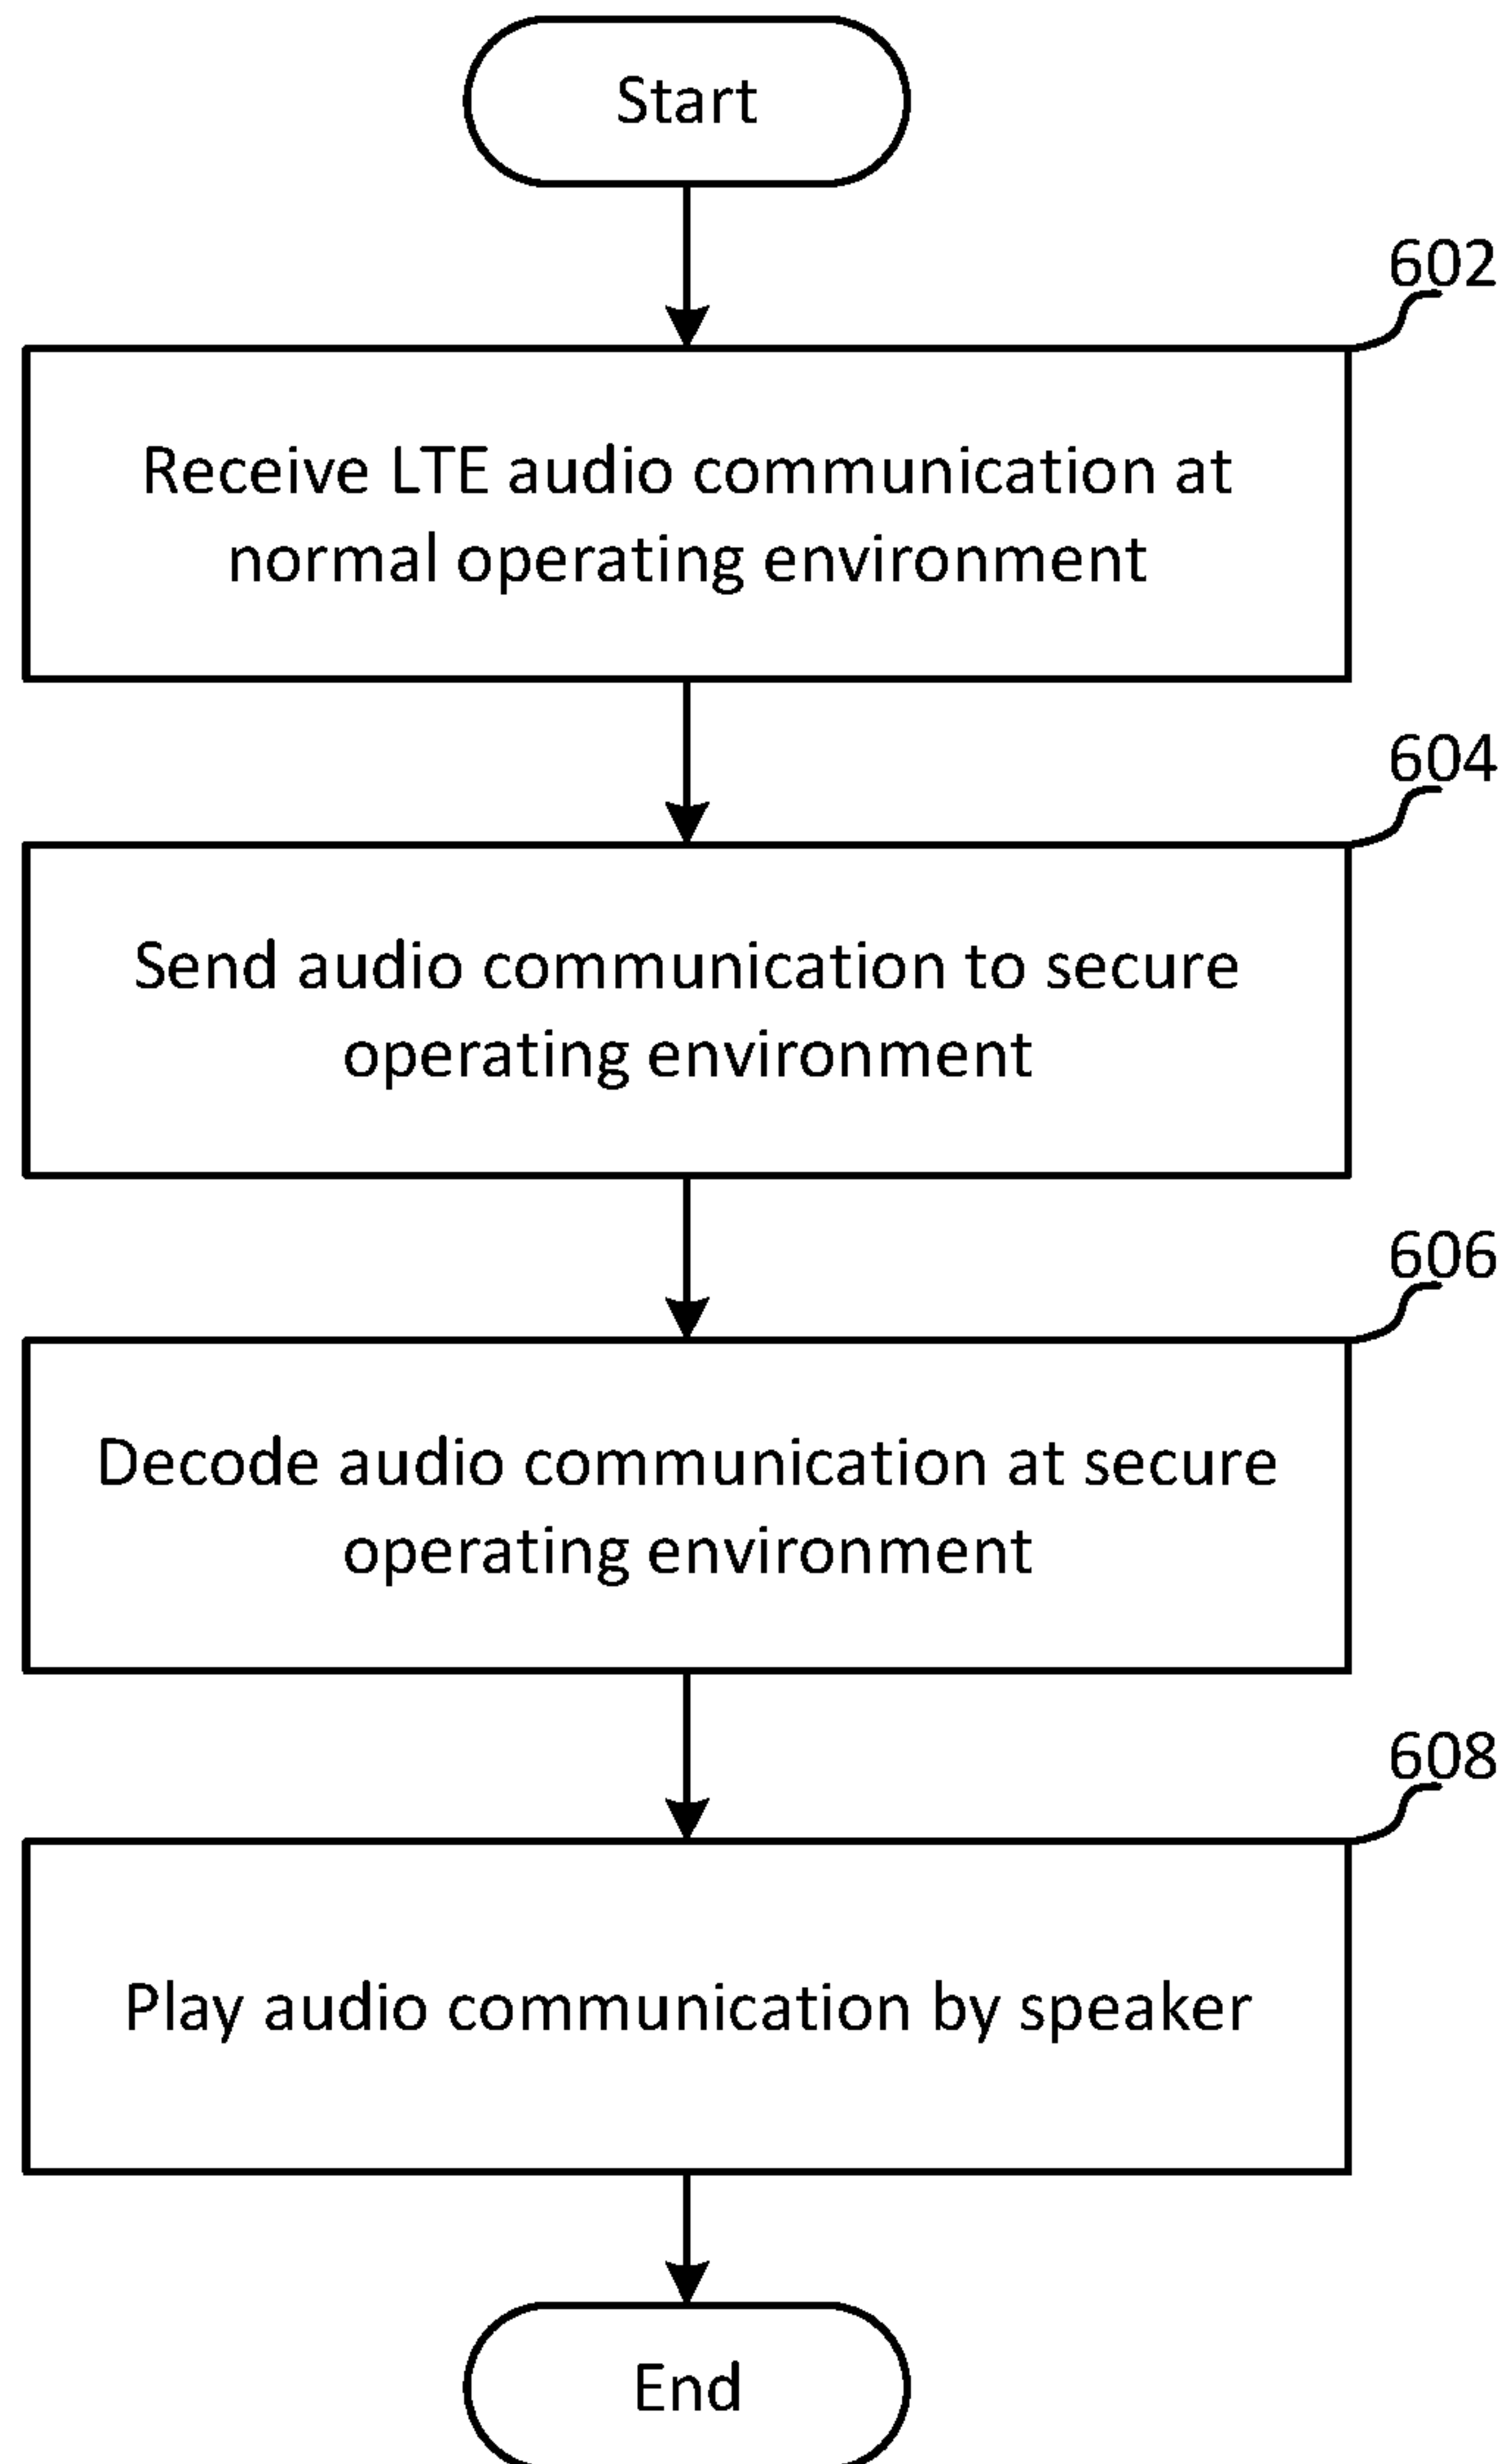 Start
602
Receive LTE audio communication at
normal operating environment
604
Send audio communication to secure
operating environment
606
Decode audio communication at secure
operating environment
608
Play audio communication by speaker
End